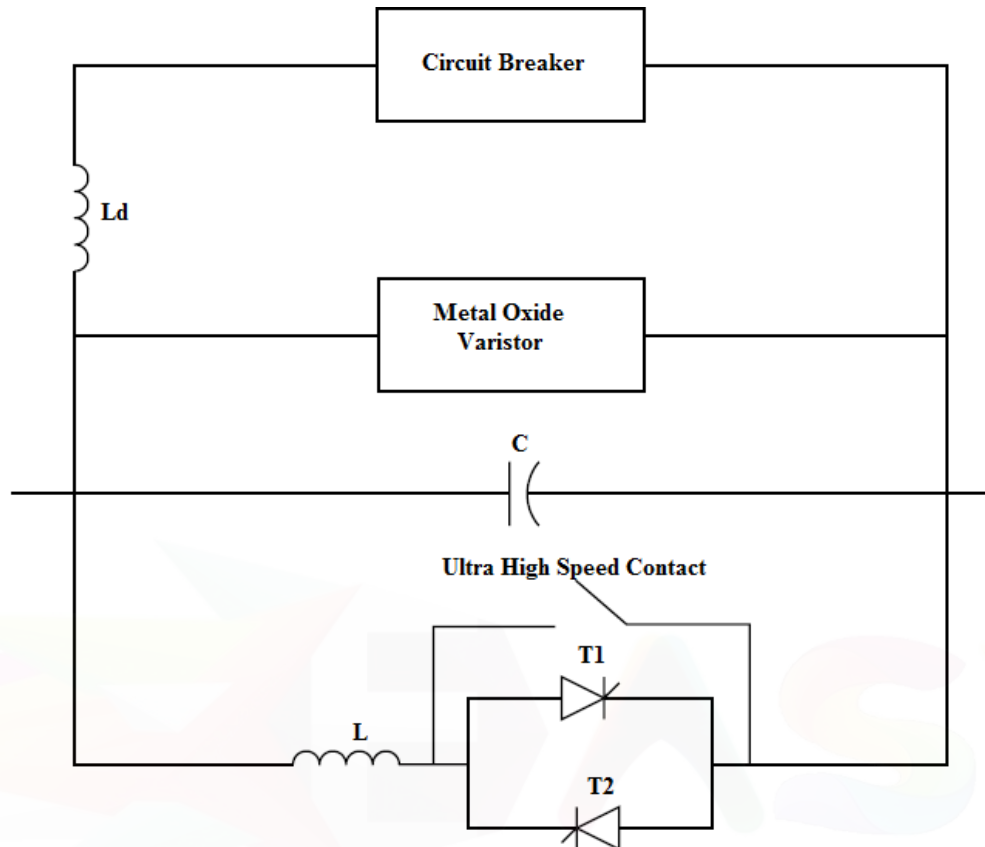 Circuit Breaker
Ld
Metal Oxide
Varistor
C
Ultra High Speed Contact
T1
L
T2